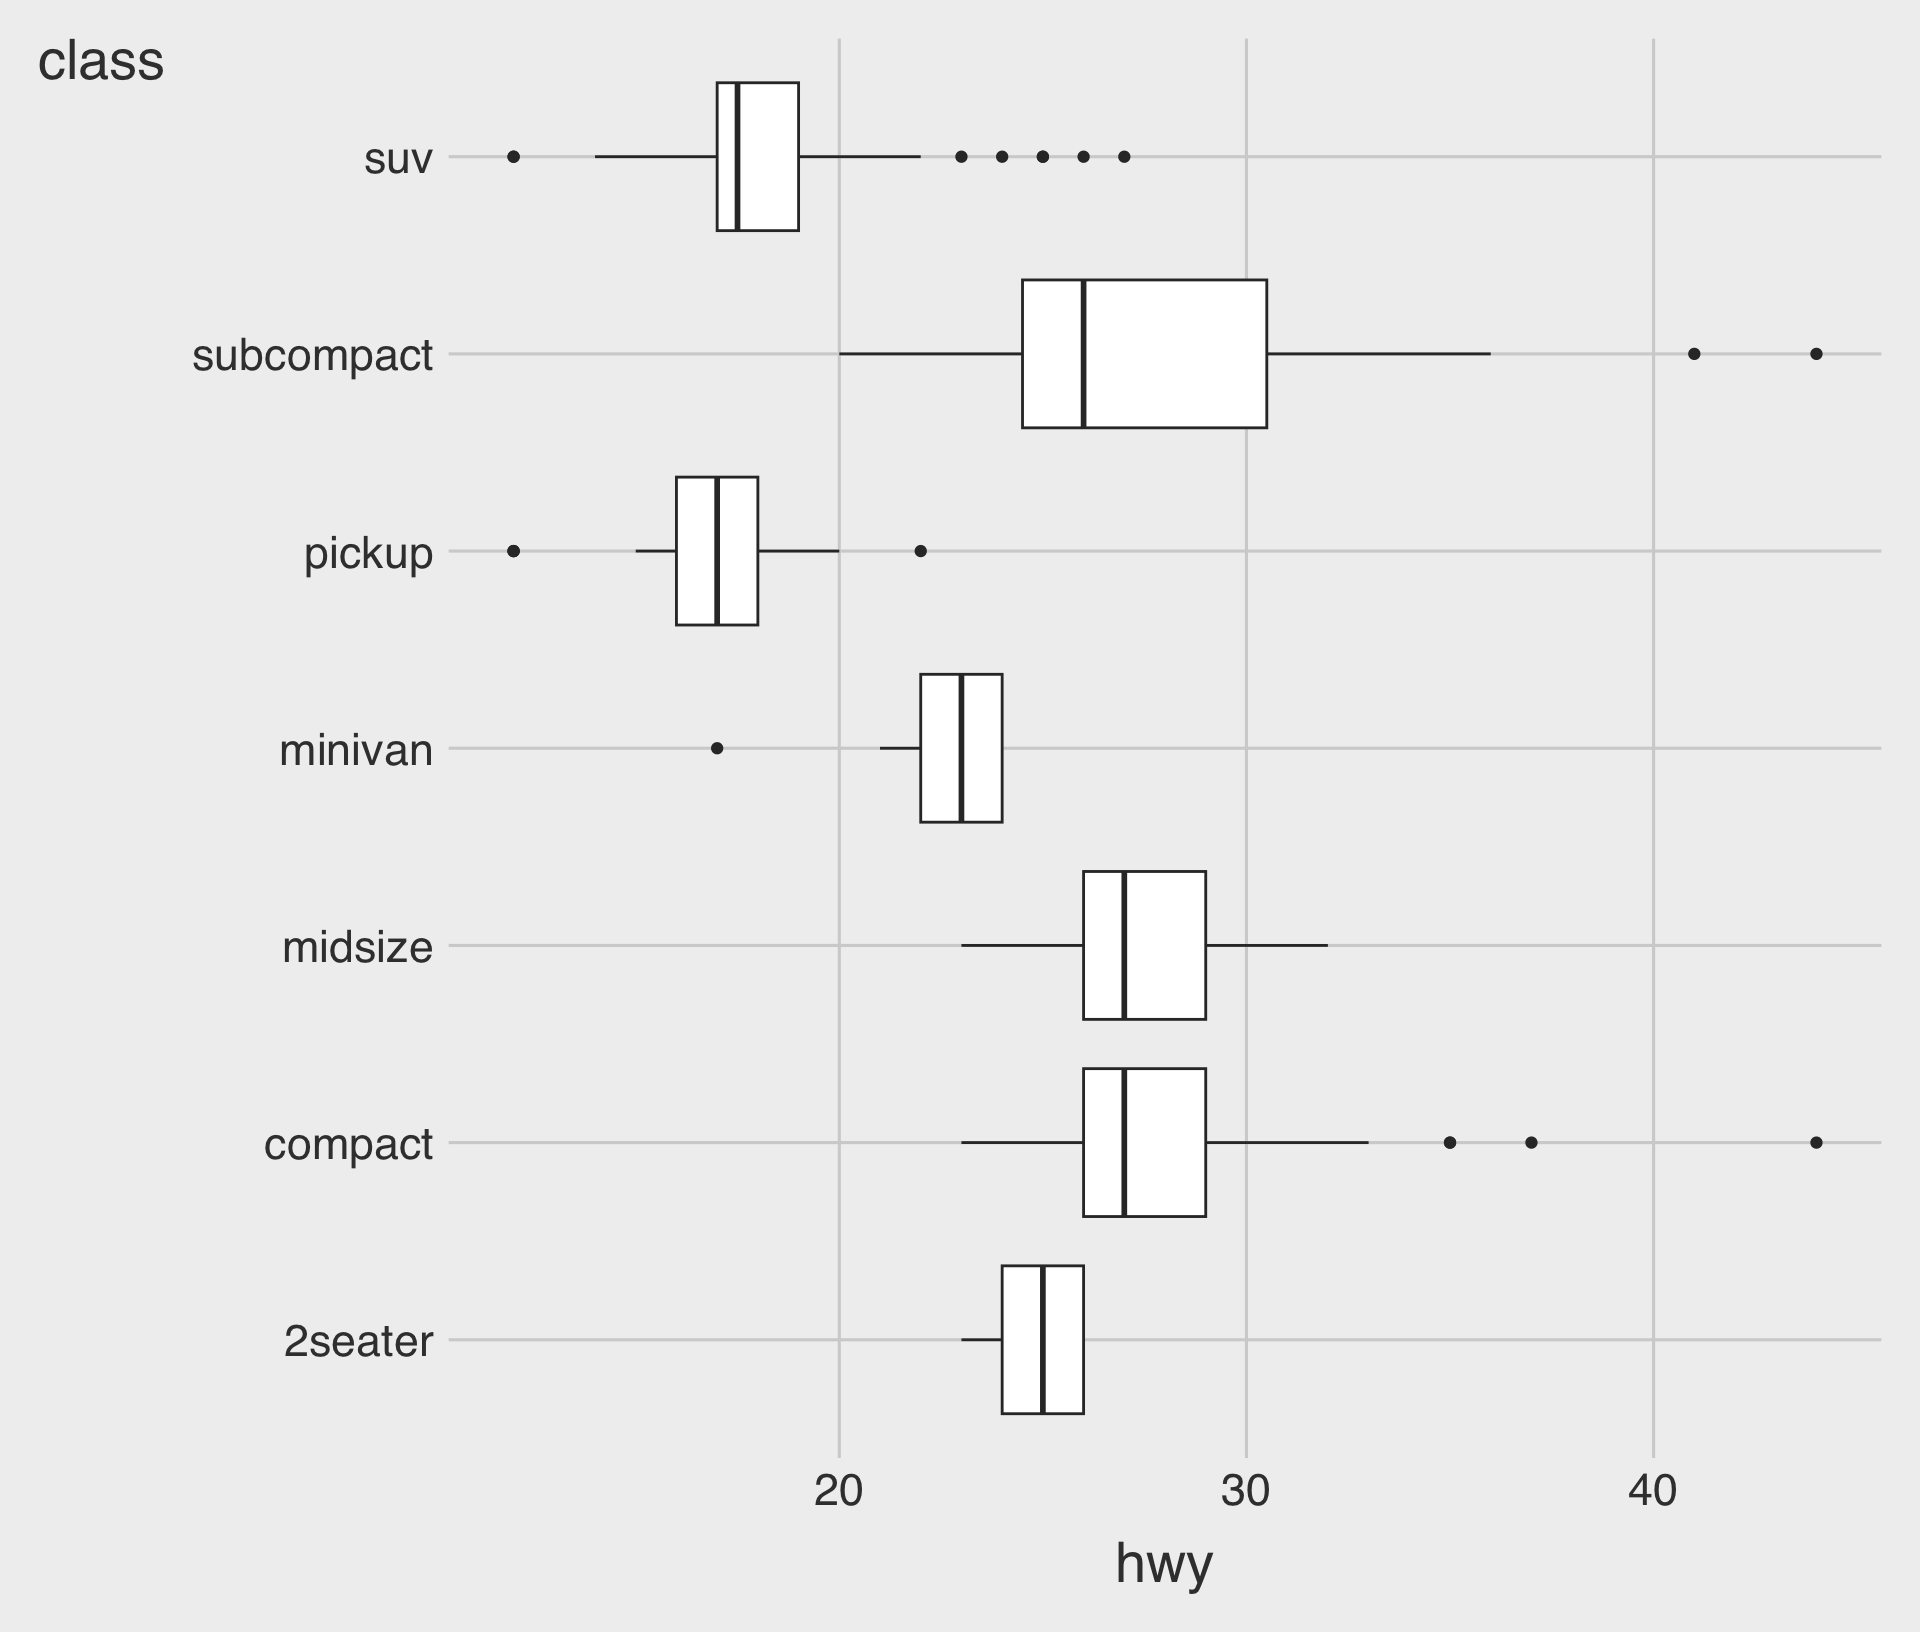 class
suv
subcompact
pickup
minivan
midsize
compact
2seater
20 30 40
hwy